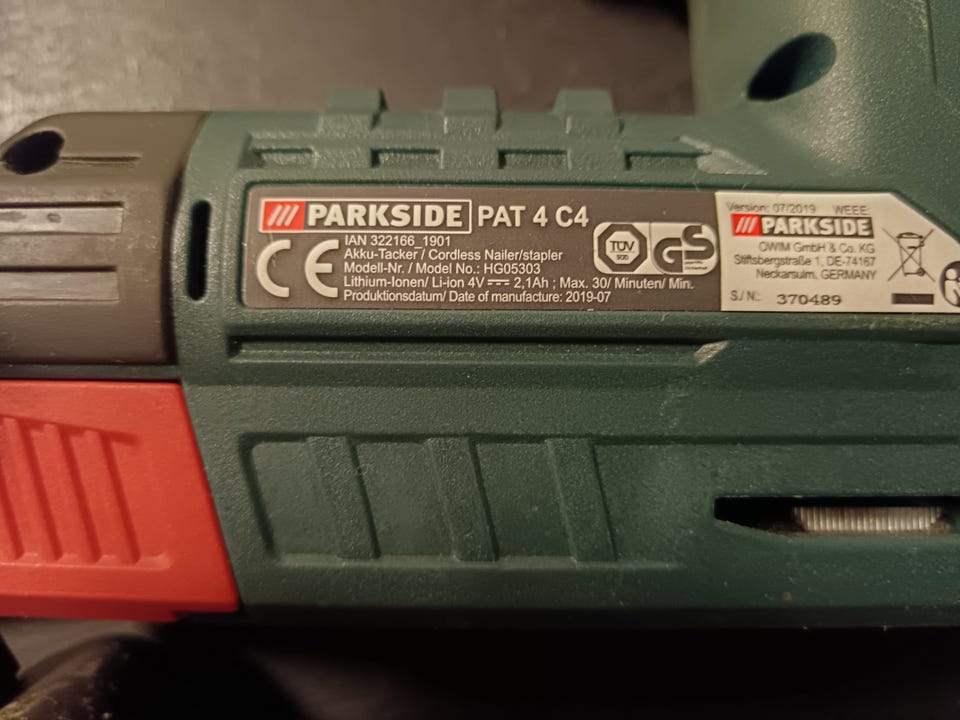 PARKSIDE PAT 4 C4
CE
IAN 322166_1901
Akku-Tacker / Cordless Nailer/stapler
Modell-Nr. / Model No.: HG05303
Lithium-Ionen/ Li-ion 4V ⎓ 2,1Ah ; Max. 30/ Minuten/ Min.
Produktionsdatum/ Date of manufacture: 2019-07
TÜV
SÜD
GS
Version: 07/2019 WEEE:
PARKSIDE
OWIM GmbH & Co. KG
Stiftsbergstraße 1, DE-74167
Neckarsulm, GERMANY
S./ N.: 370489